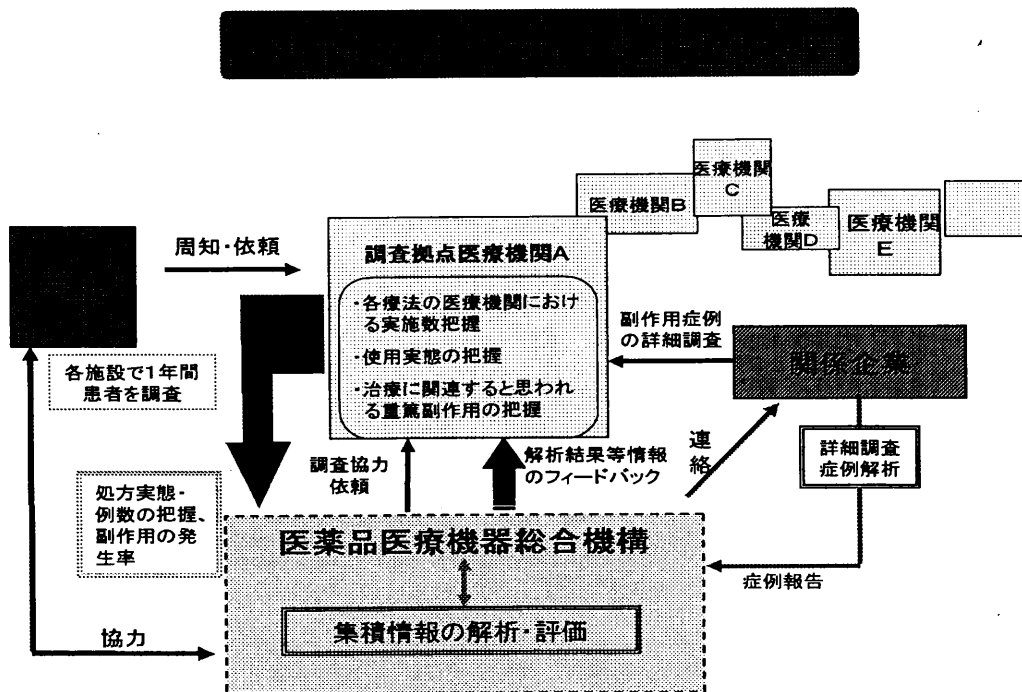 医療機関B
医療機関
C
医療
機関D
医療機関
E
周知・依頼
調査拠点医療機関A
・各療法の医療機関におけ
る実施数把握
・使用実態の把握
・治療に関連すると思われ
る重篤副作用の把握
副作用症例
の詳細調査
関係企業
各施設で1年間
患者を調査
連
絡
詳細調査
症例解析
調査協力
依頼
解析結果等情報
のフィードバック
処方実態・
例数の把握、
副作用の発
生率
医薬品医療機器総合機構
症例報告
集積情報の解析・評価
協力